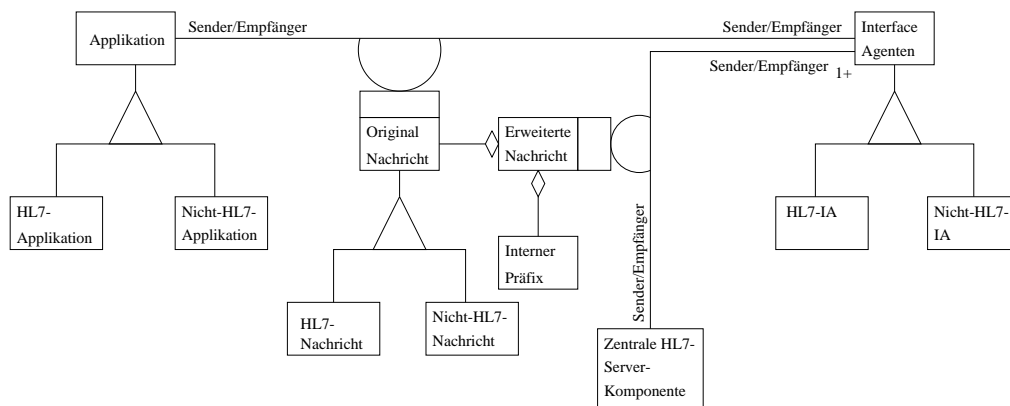 Applikation
Sender/Empfänger
Sender/Empfänger
Interface
Agenten
Sender/Empfänger
1+
Original
Nachricht
Erweiterte
Nachricht
HL7-
Applikation
Nicht-HL7-
Applikation
HL7-IA
Nicht-HL7-
IA
Interner
Präfix
Sender/Empfänger
HL7-
Nachricht
Nicht-HL7-
Nachricht
Zentrale HL7-
Server-
Komponente